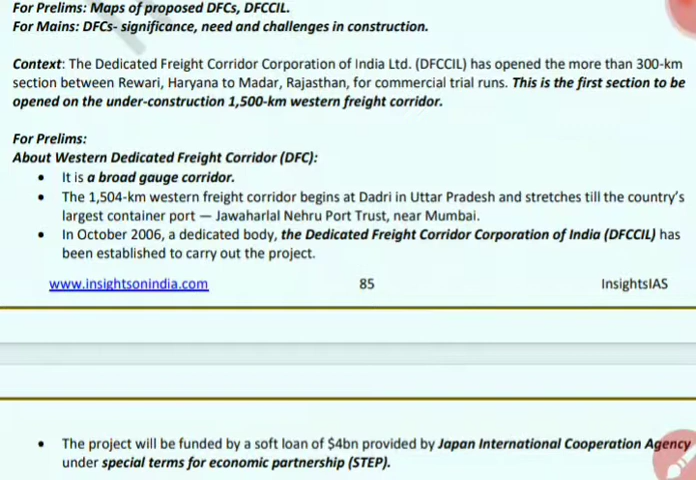 For Prelims: Maps of proposed DFCs, DFCCIL.
For Mains: DFCs- significance, need and challenges in construction.
Context: The Dedicated Freight Corridor Corporation of India Ltd. (DFCCIL) has opened the more than 300-km
section between Rewari, Haryana to Madar, Rajasthan, for commercial trial runs. This is the first section to be
opened on the under-construction 1,500-km western freight corridor.
For Prelims:
About Western Dedicated Freight Corridor (DFC):
• It is a broad gauge corridor.
• The 1,504-km western freight corridor begins at Dadri in Uttar Pradesh and stretches till the country's
largest container port — Jawaharlal Nehru Port Trust, near Mumbai.
• In October 2006, a dedicated body, the Dedicated Freight Corridor Corporation of India (DFCCIL) has
been established to carry out the project.
www.insightsonindia.com 85 InsightsIAS
• The project will be funded by a soft loan of $4bn provided by Japan International Cooperation Agency
under special terms for economic partnership (STEP).